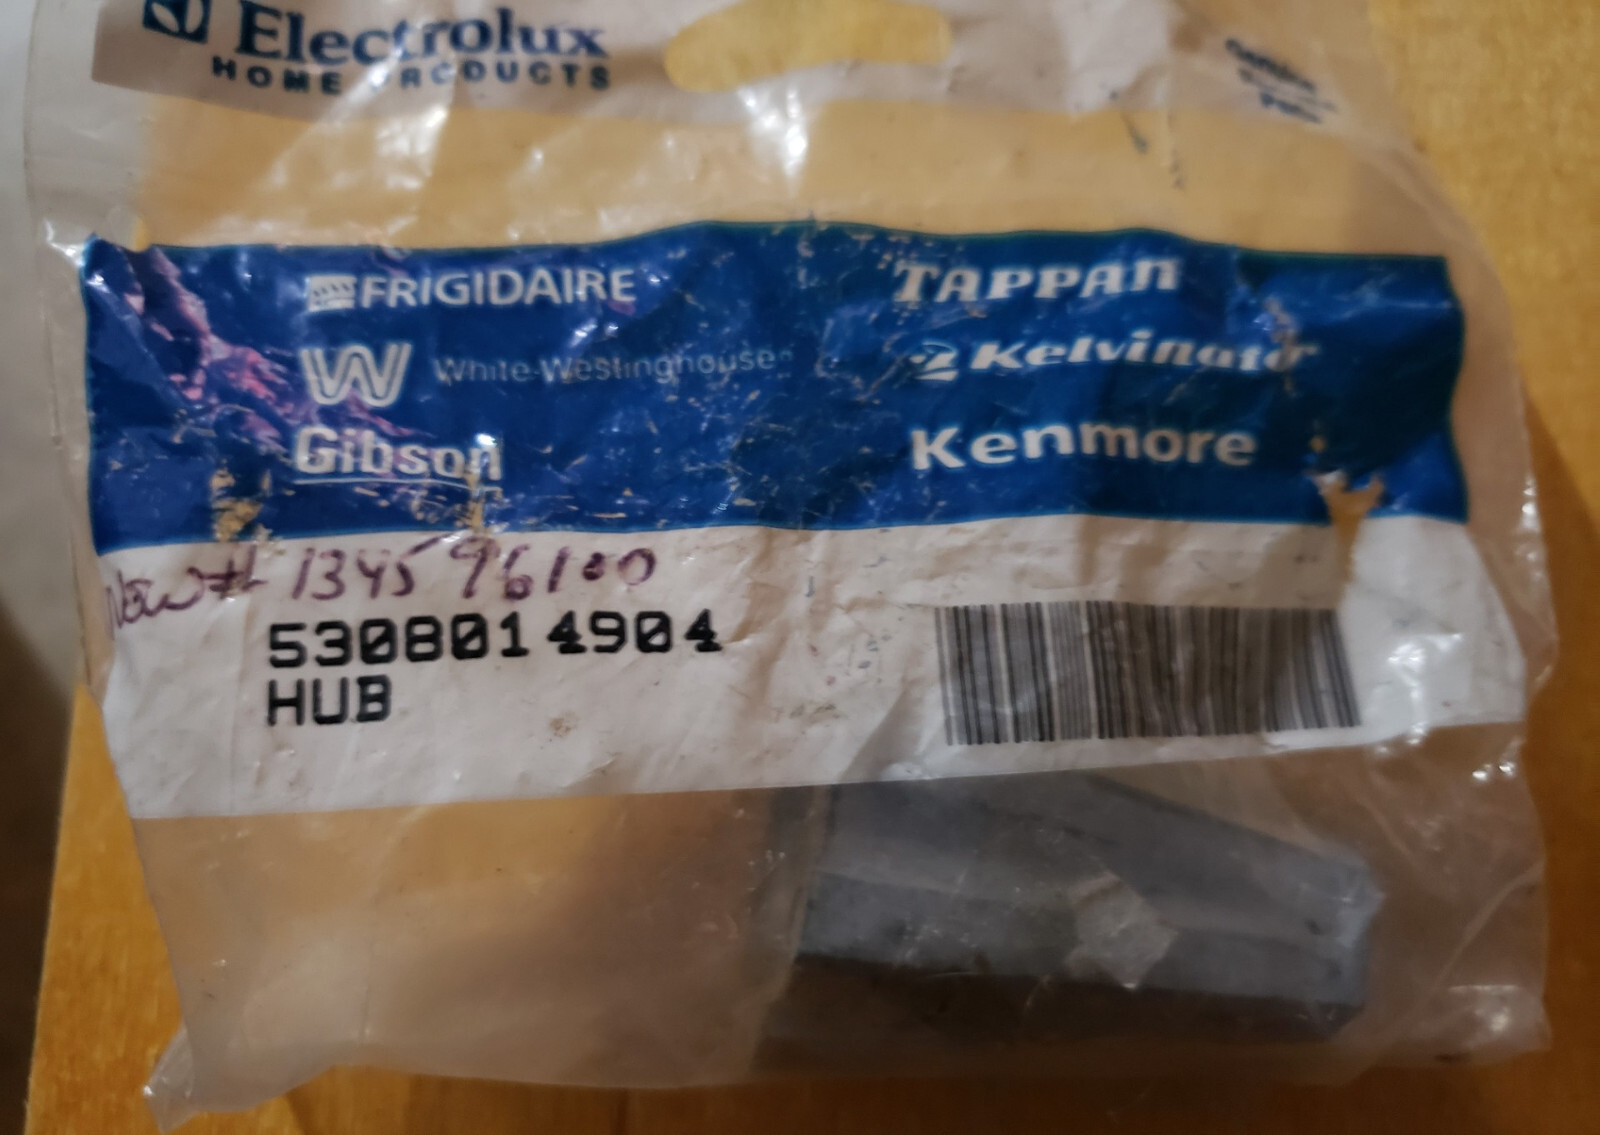 Electrolux
HOME PRODUCTS
FRIGIDAIRE
TAPPAN
W White-Westinghouse
Kelvinator
Gibson
Kenmore
New# 134596100
5308014904
HUB